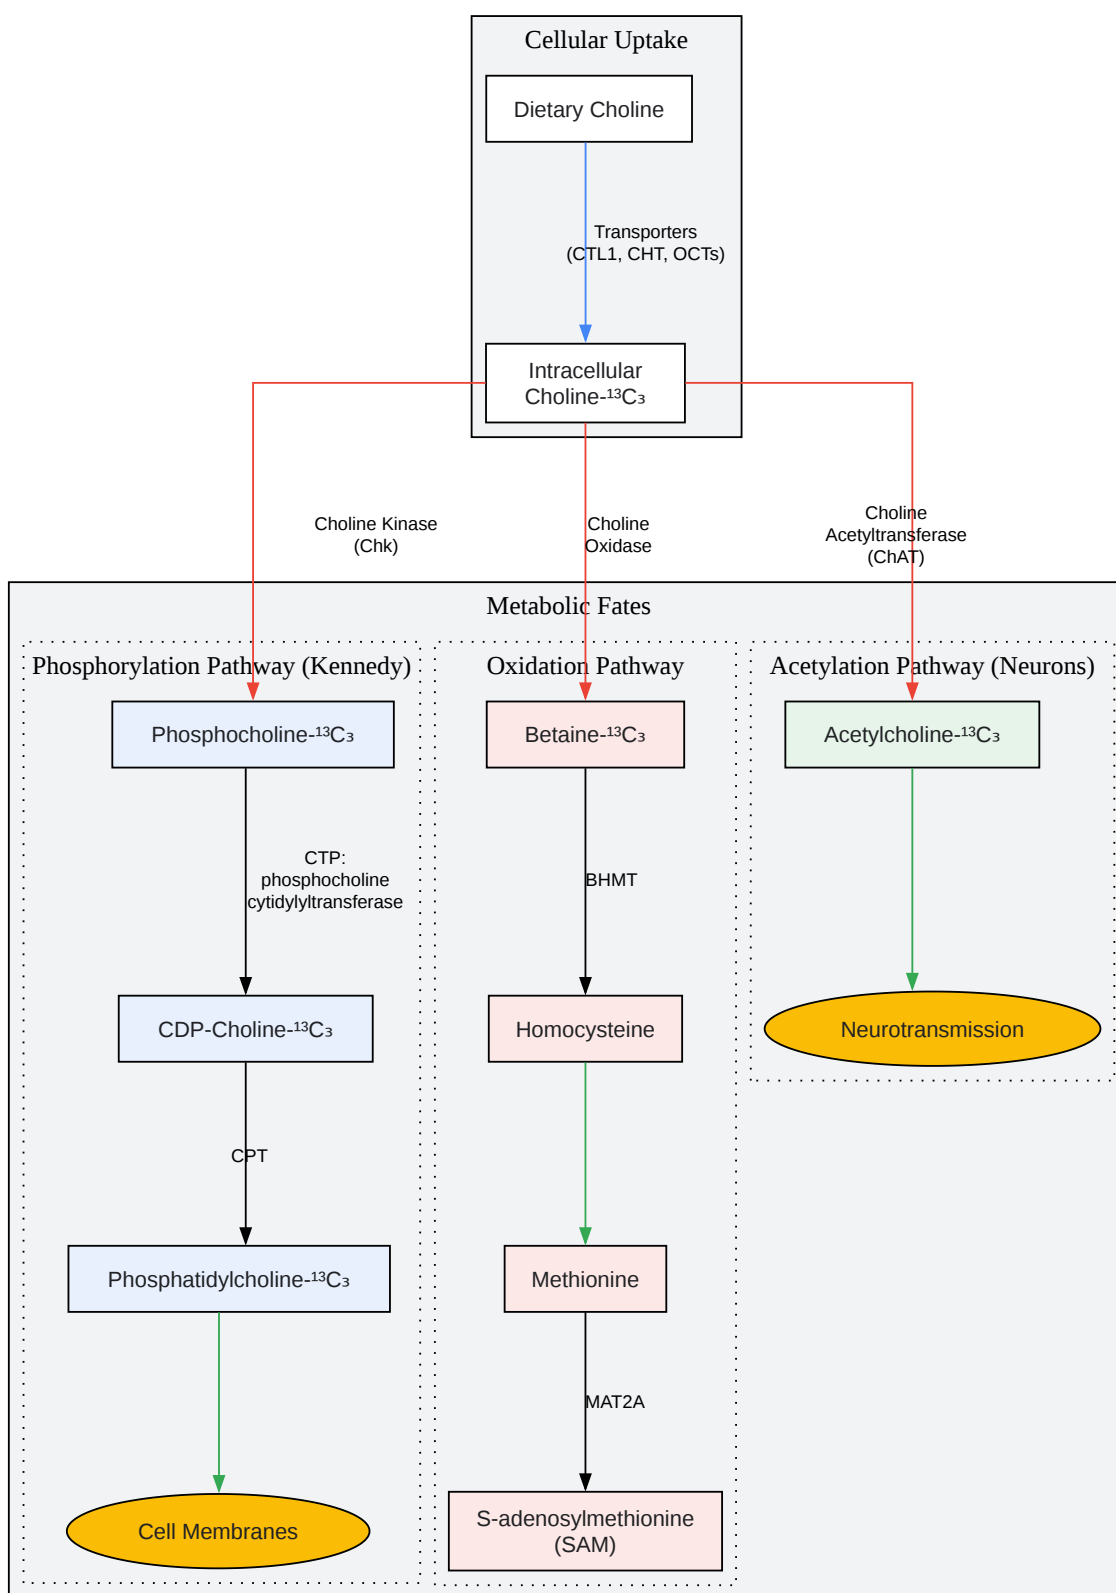 Cellular Uptake
Dietary Choline
Transporters
(CTL1, CHT, OCTs)
Intracellular
Choline-¹³C₃
Choline Kinase
(Chk)
Choline
Oxidase
Choline
Acetyltransferase
(ChAT)
Metabolic Fates
Phosphorylation Pathway (Kennedy)
Oxidation Pathway
Acetylation Pathway (Neurons)
Phosphocholine-¹³C₃
Betaine-¹³C₃
Acetylcholine-¹³C₃
CTP:
phosphocholine
cytidylyltransferase
BHMT
CDP-Choline-¹³C₃
Homocysteine
Neurotransmission
CPT
Phosphatidylcholine-¹³C₃
Methionine
MAT2A
Cell Membranes
S-adenosylmethionine
(SAM)